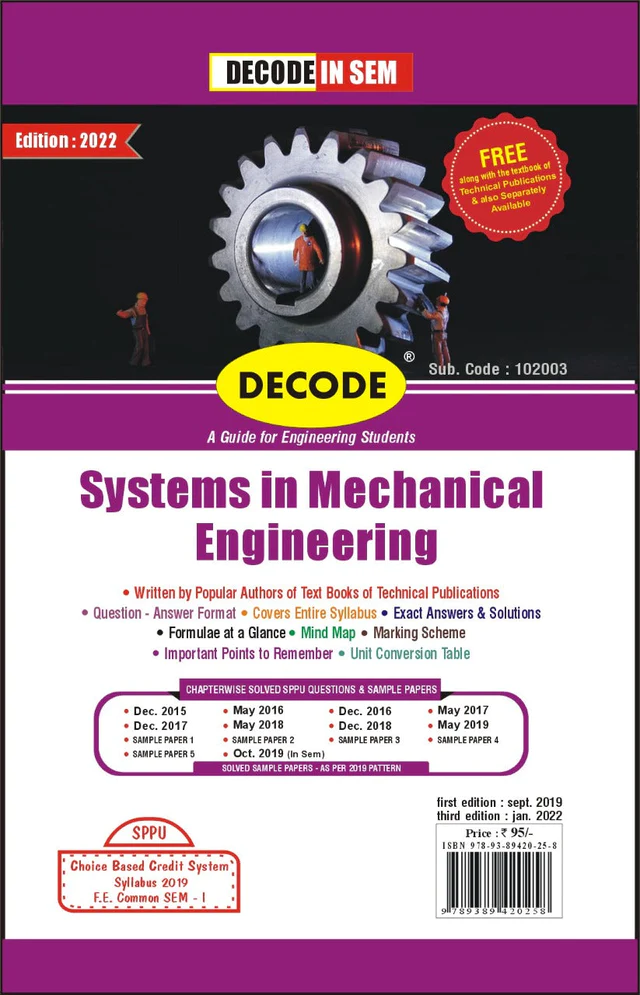 DECODE IN SEM
Edition : 2022
FREE
along with the textbook of
Technical Publications
& also Separately
Available
DECODE ®
Sub. Code : 102003
A Guide for Engineering Students
Systems in Mechanical
Engineering
• Written by Popular Authors of Text Books of Technical Publications
• Question - Answer Format • Covers Entire Syllabus • Exact Answers & Solutions
• Formulae at a Glance • Mind Map • Marking Scheme
• Important Points to Remember • Unit Conversion Table
CHAPTERWISE SOLVED SPPU QUESTIONS & SAMPLE PAPERS
• Dec. 2015 • May 2016 • Dec. 2016 • May 2017
• Dec. 2017 • May 2018 • Dec. 2018 • May 2019
• SAMPLE PAPER 1 • SAMPLE PAPER 2 • SAMPLE PAPER 3 • SAMPLE PAPER 4
• SAMPLE PAPER 5 • Oct. 2019 (In Sem)
SOLVED SAMPLE PAPERS - AS PER 2019 PATTERN
first edition : sept. 2019
third edition : jan. 2022
Price : ₹ 95/-
ISBN 978-93-89420-25-8
9 789389 420258
SPPU
Choice Based Credit System
Syllabus 2019
F.E. Common SEM - I